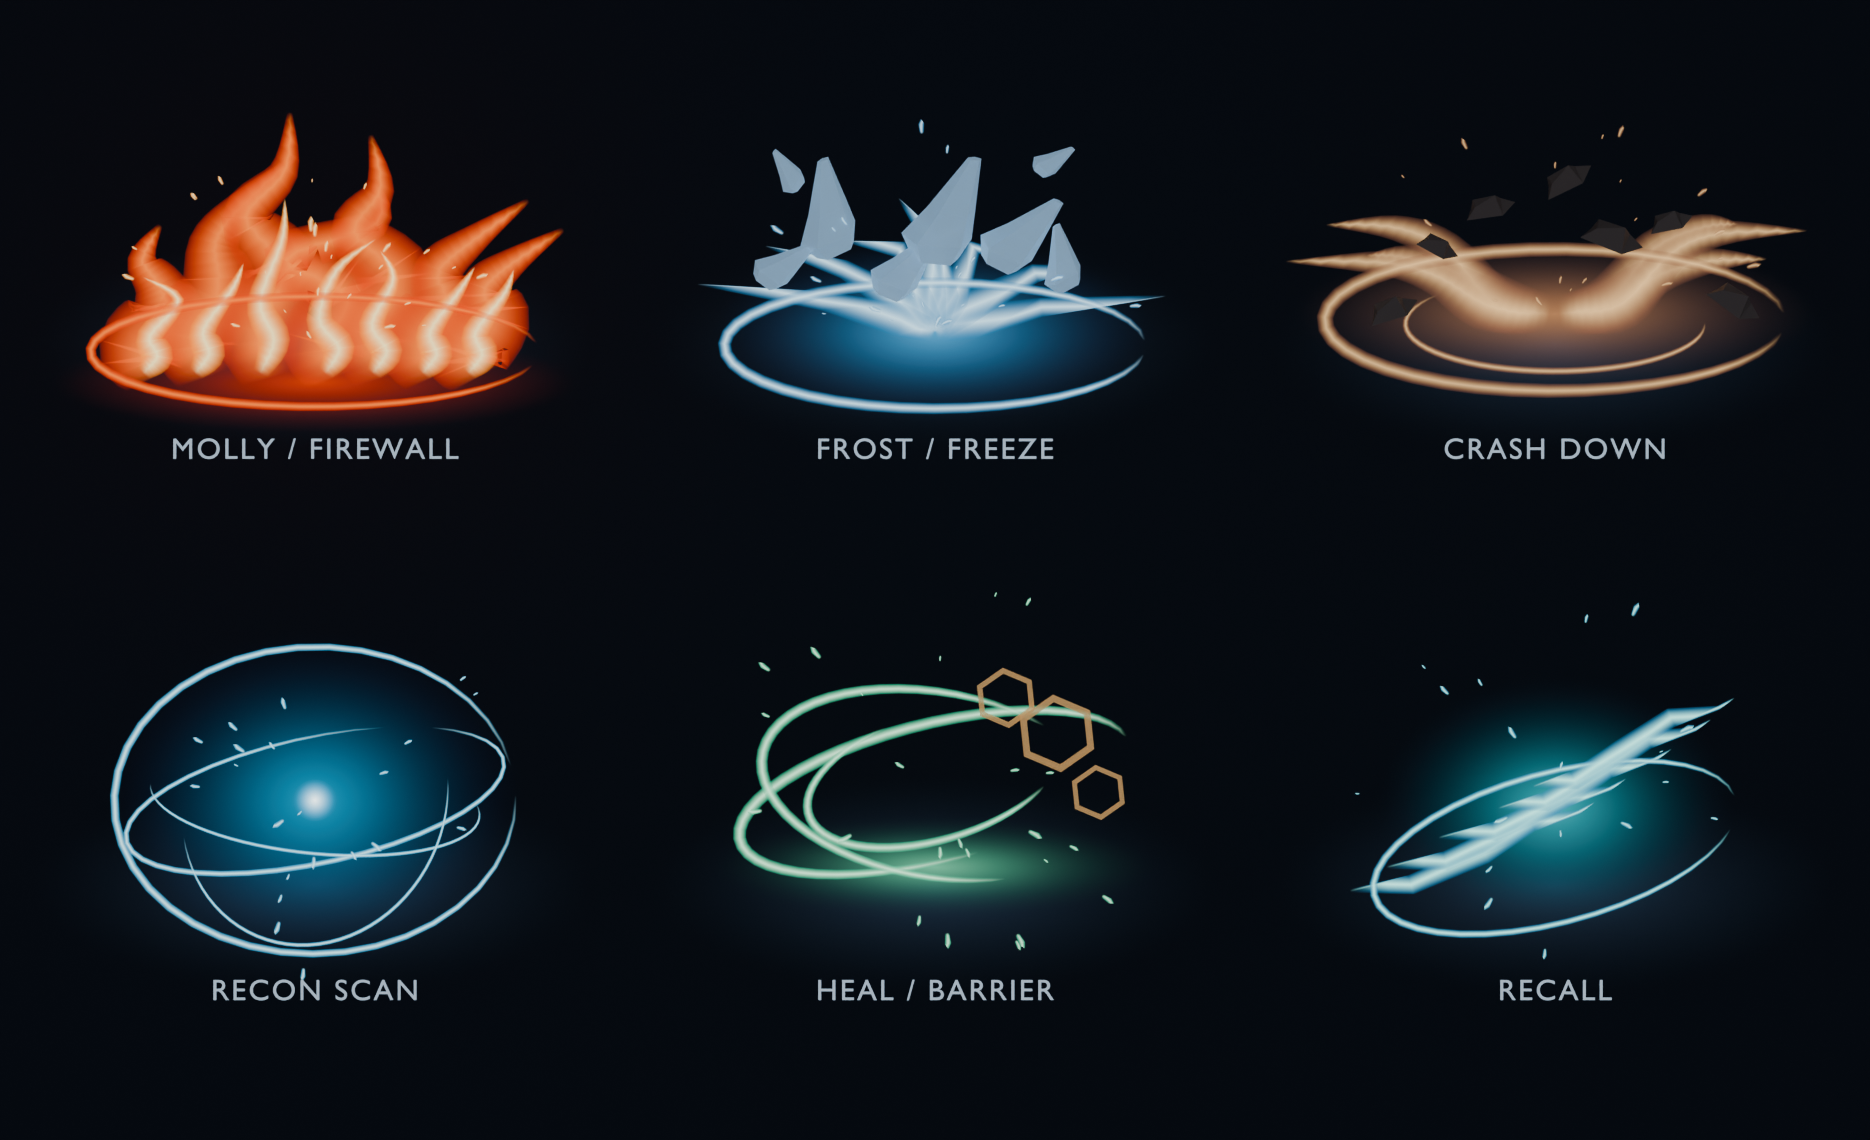 MOLLY / FIREWALL
FROST / FREEZE
CRASH DOWN
RECON SCAN
HEAL / BARRIER
RECALL